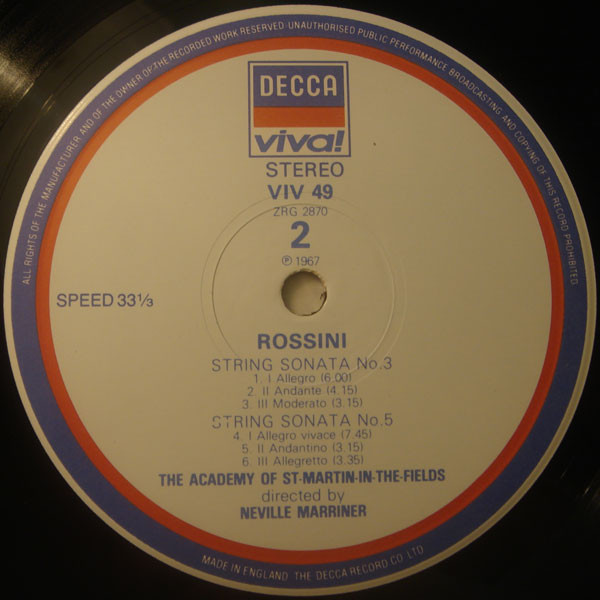 ALL RIGHTS OF THE MANUFACTURER AND OF THE OWNER OF THE RECORDED WORK RESERVED · UNAUTHORISED PUBLIC PERFORMANCE BROADCASTING AND COPYING OF THIS RECORD PROHIBITED
DECCA
viva!
STEREO
VIV 49
ZRG 2870
2
℗ 1967
SPEED 33⅓
ROSSINI
STRING SONATA No.3
1. I Allegro (6.00)
2. II Andante (4.15)
3. III Moderato (3.15)
STRING SONATA No.5
4. I Allegro vivace (7.45)
5. II Andantino (3.15)
6. III Allegretto (3.35)
THE ACADEMY OF ST-MARTIN-IN-THE-FIELDS
directed by
NEVILLE MARRINER
MADE IN ENGLAND. THE DECCA RECORD CO. LTD.